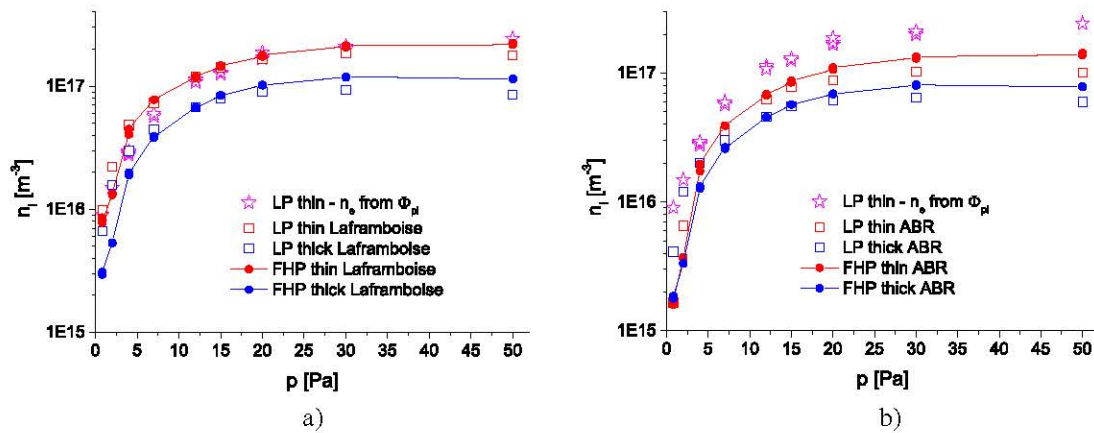 1E17
1E16
1E15
n_i [m⁻³]
LP thin - n_e from Φ_pl
LP thin Laframboise
LP thick Laframboise
FHP thin Laframboise
FHP thick Laframboise
0 5 10 15 20 25 30 35 40 45 50
p [Pa]
a)
1E17
1E16
1E15
n_i [m⁻³]
LP thin - n_e from Φ_pl
LP thin ABR
LP thick ABR
FHP thin ABR
FHP thick ABR
0 5 10 15 20 25 30 35 40 45 50
p [Pa]
b)